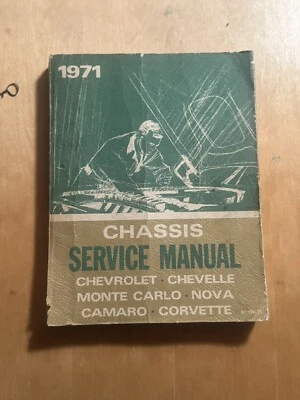 1971
CHASSIS
SERVICE MANUAL
CHEVROLET · CHEVELLE
MONTE CARLO · NOVA
CAMARO · CORVETTE